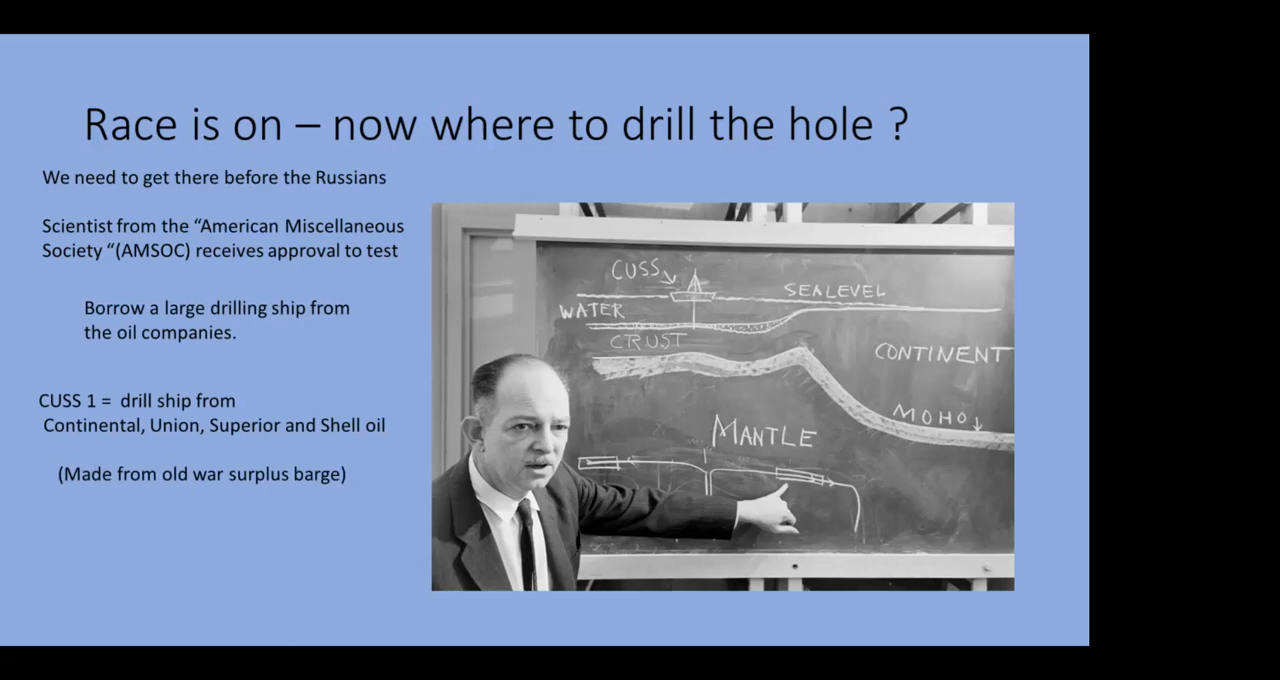 Race is on – now where to drill the hole ?
We need to get there before the Russians
Scientist from the “American Miscellaneous
Society “(AMSOC) receives approval to test
Borrow a large drilling ship from
the oil companies.
CUSS 1 = drill ship from
Continental, Union, Superior and Shell oil
(Made from old war surplus barge)
CUSS
SEALEVEL
WATER
CRUST
CONTINENT
MOHO
MANTLE